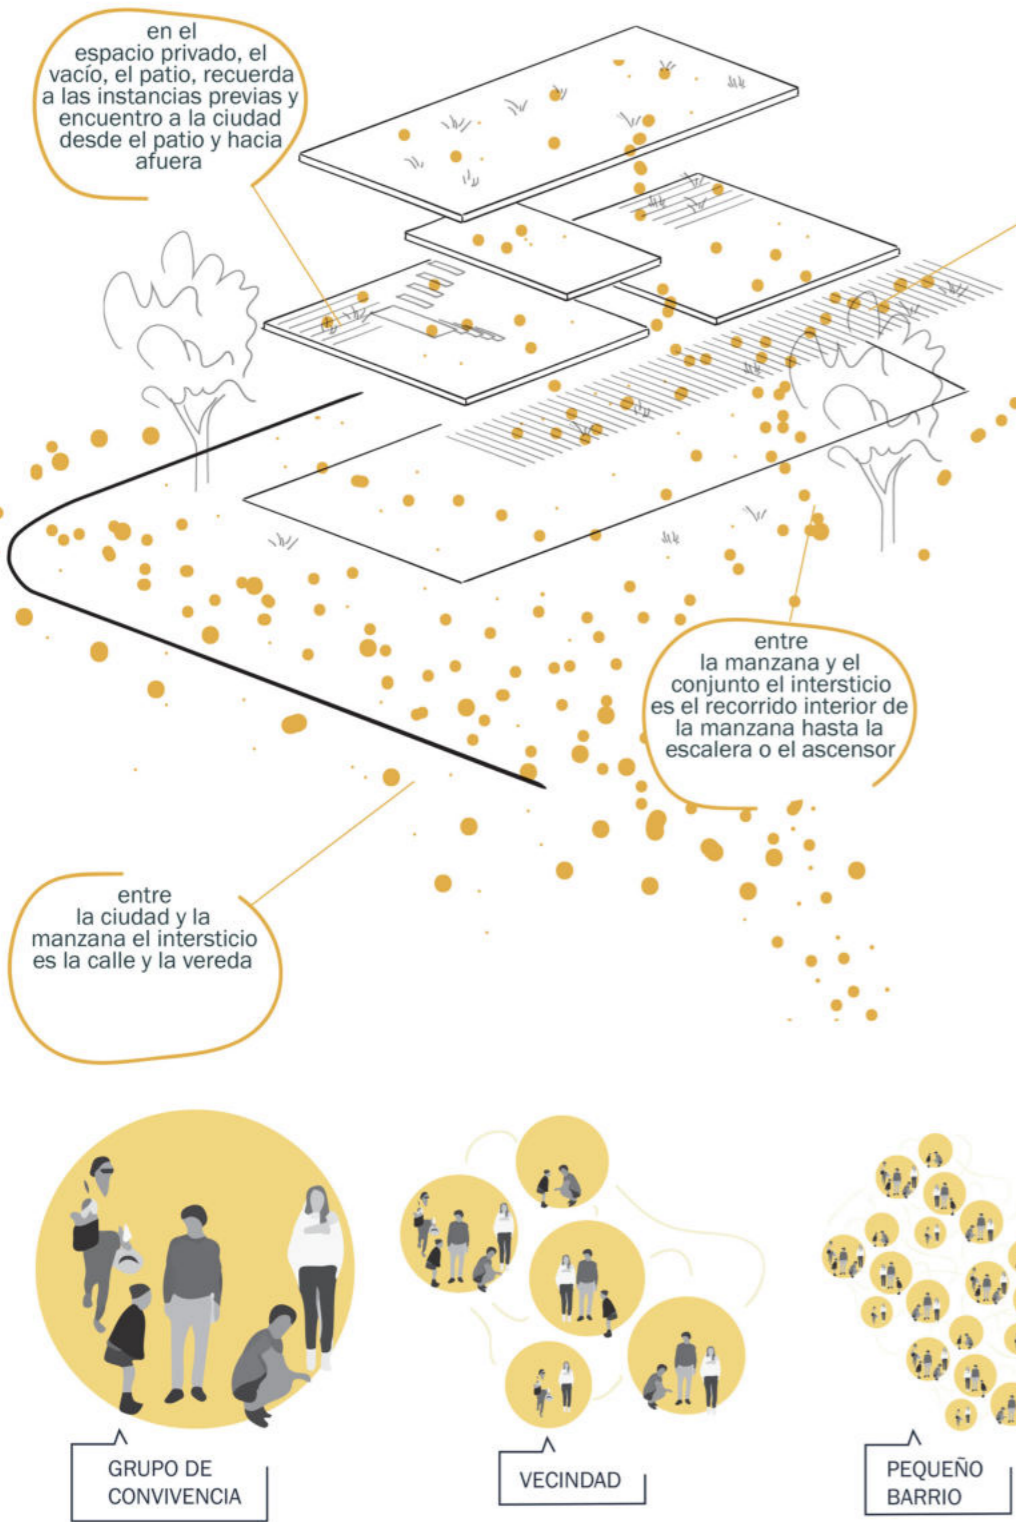 en el
espacio privado, el
vacío, el patio, recuerda
a las instancias previas y
encuentro a la ciudad
desde el patio y hacia
afuera
entre
la manzana y el
conjunto el intersticio
es el recorrido interior de
la manzana hasta la
escalera o el ascensor
entre
la ciudad y la
manzana el intersticio
es la calle y la vereda
GRUPO DE
CONVIVENCIA
VECINDAD
PEQUEÑO
BARRIO